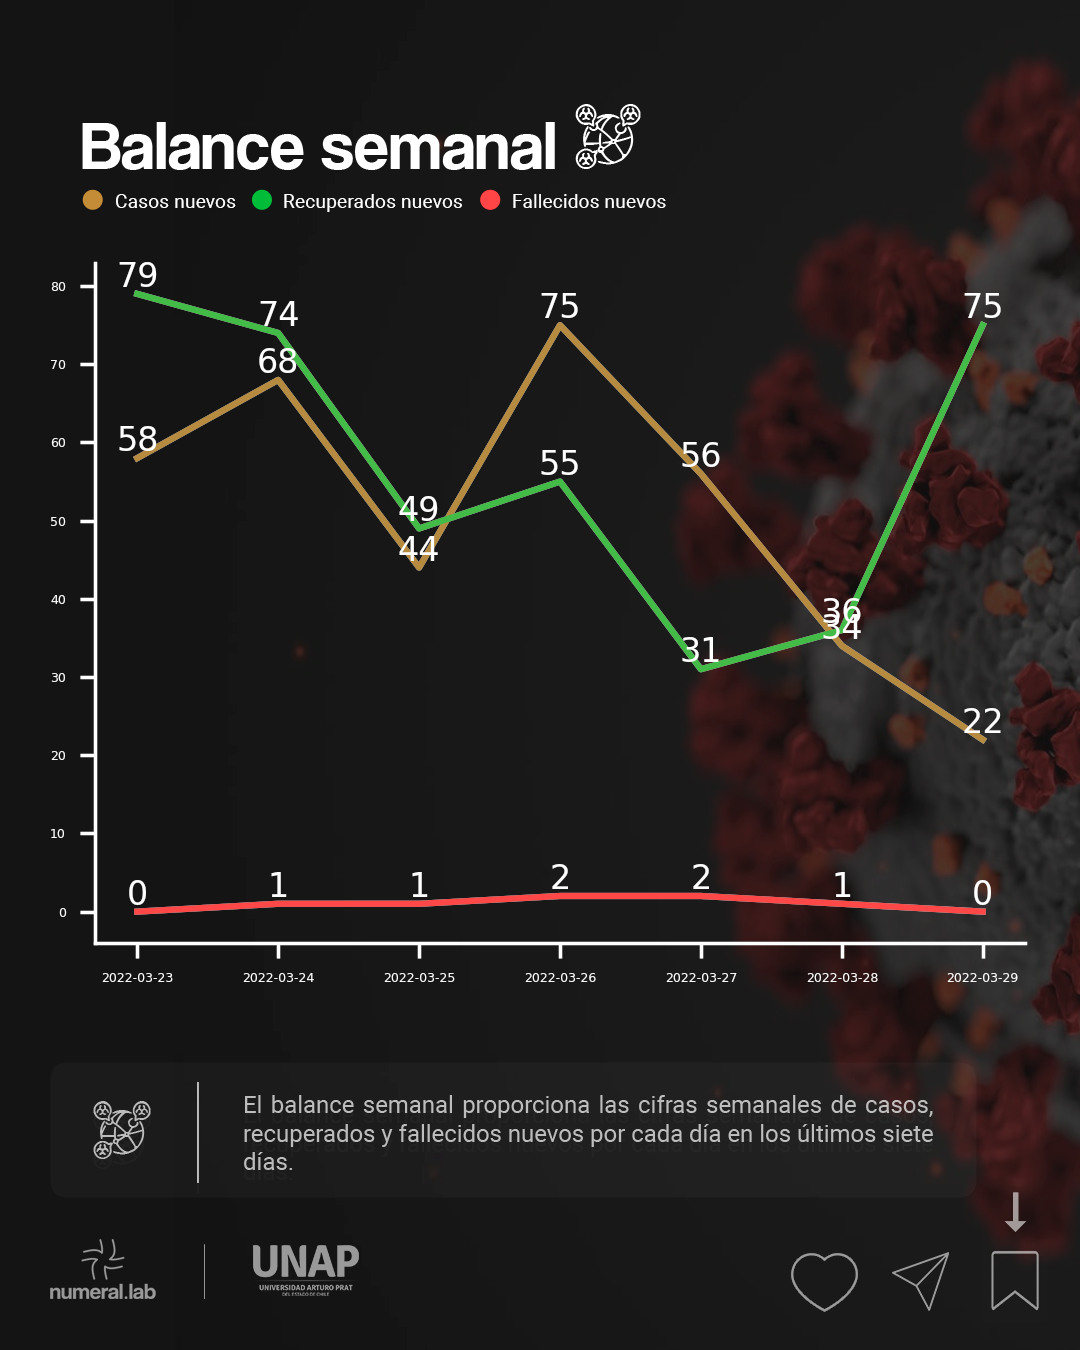 Balance semanal
Casos nuevos Recuperados nuevos Fallecidos nuevos
80
70
60
50
40
30
20
10
0
79
74
68
58
49
44
75
55
56
31
36
34
75
22
0 1 1 2 2 1 0
2022-03-23 2022-03-24 2022-03-25 2022-03-26 2022-03-27 2022-03-28 2022-03-29
El balance semanal proporciona las cifras semanales de casos,
recuperados y fallecidos nuevos por cada día en los últimos siete
días.
numeral.lab
UNAP
UNIVERSIDAD ARTURO PRAT
DEL ESTADO DE CHILE